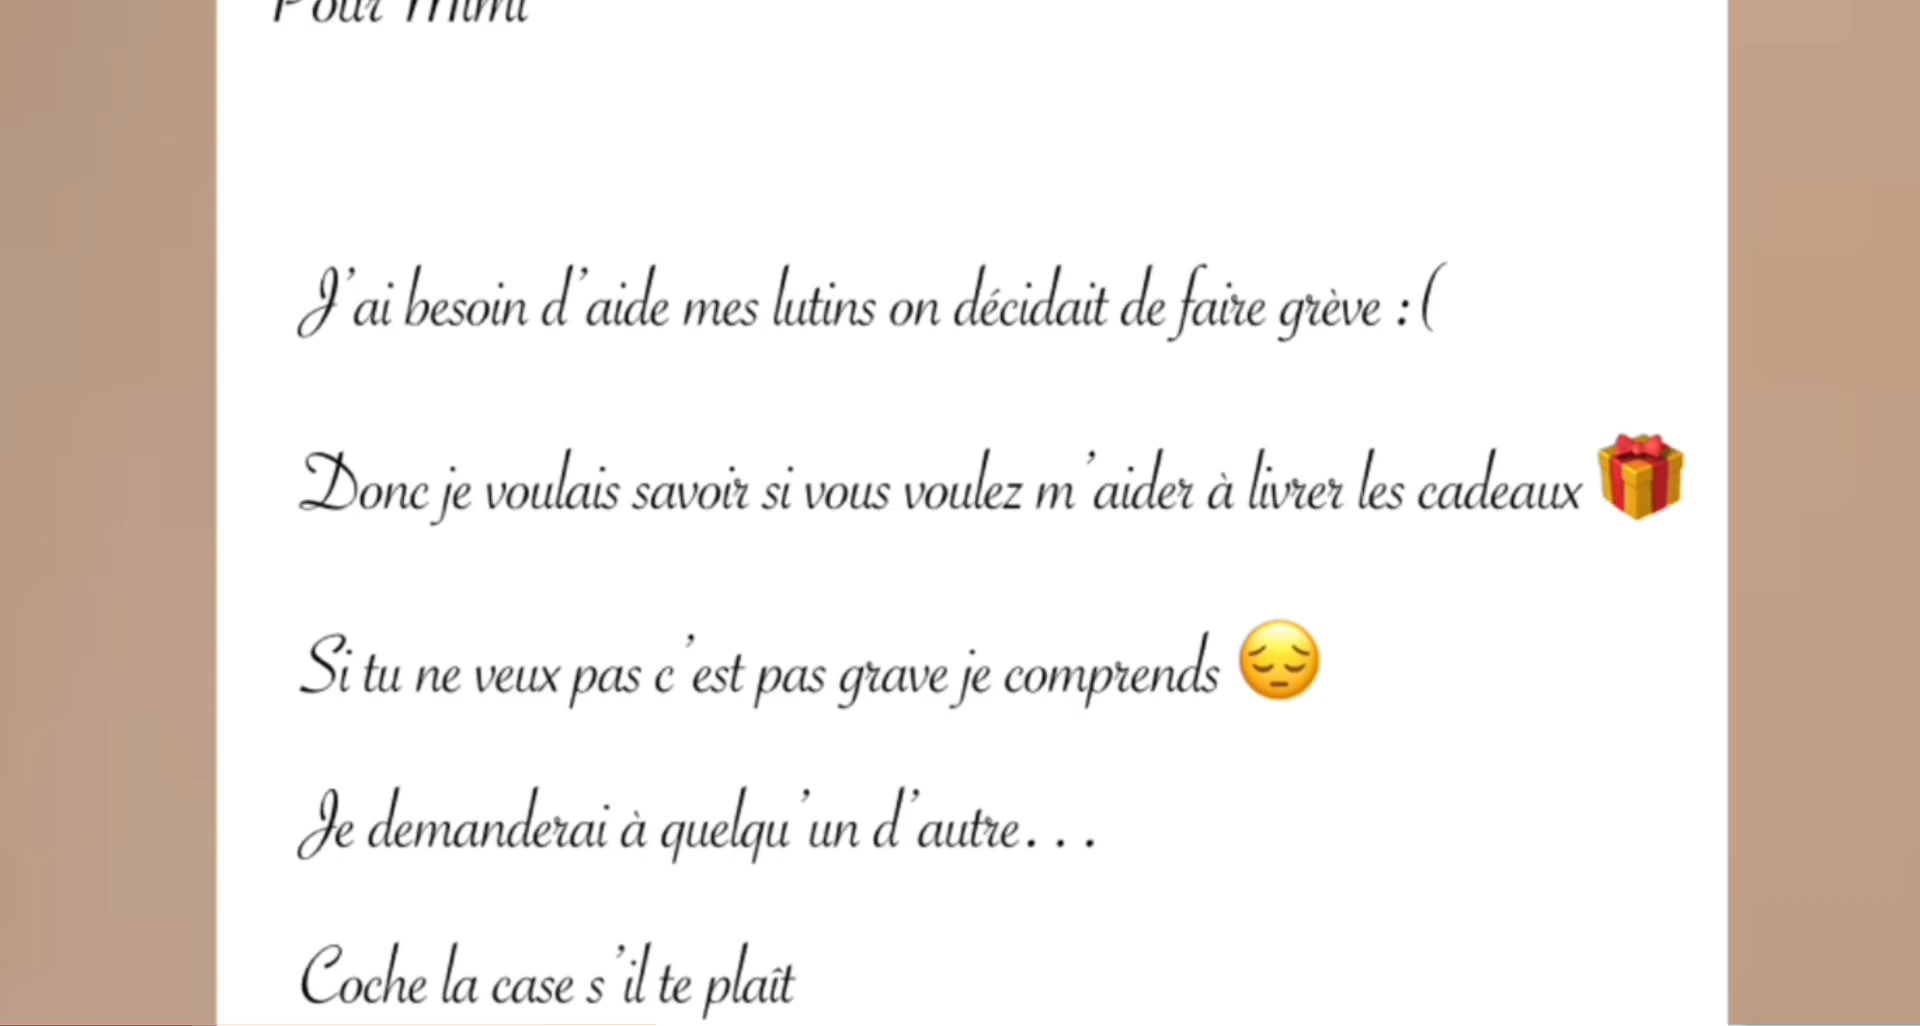 Pour Mimi
J'ai besoin d'aide mes lutins on décidait de faire grève :(
Donc je voulais savoir si vous voulez m'aider à livrer les cadeaux 🎁
Si tu ne veux pas c'est pas grave je comprends 😔
Je demanderai à quelqu'un d'autre...
Coche la case s'il te plaît